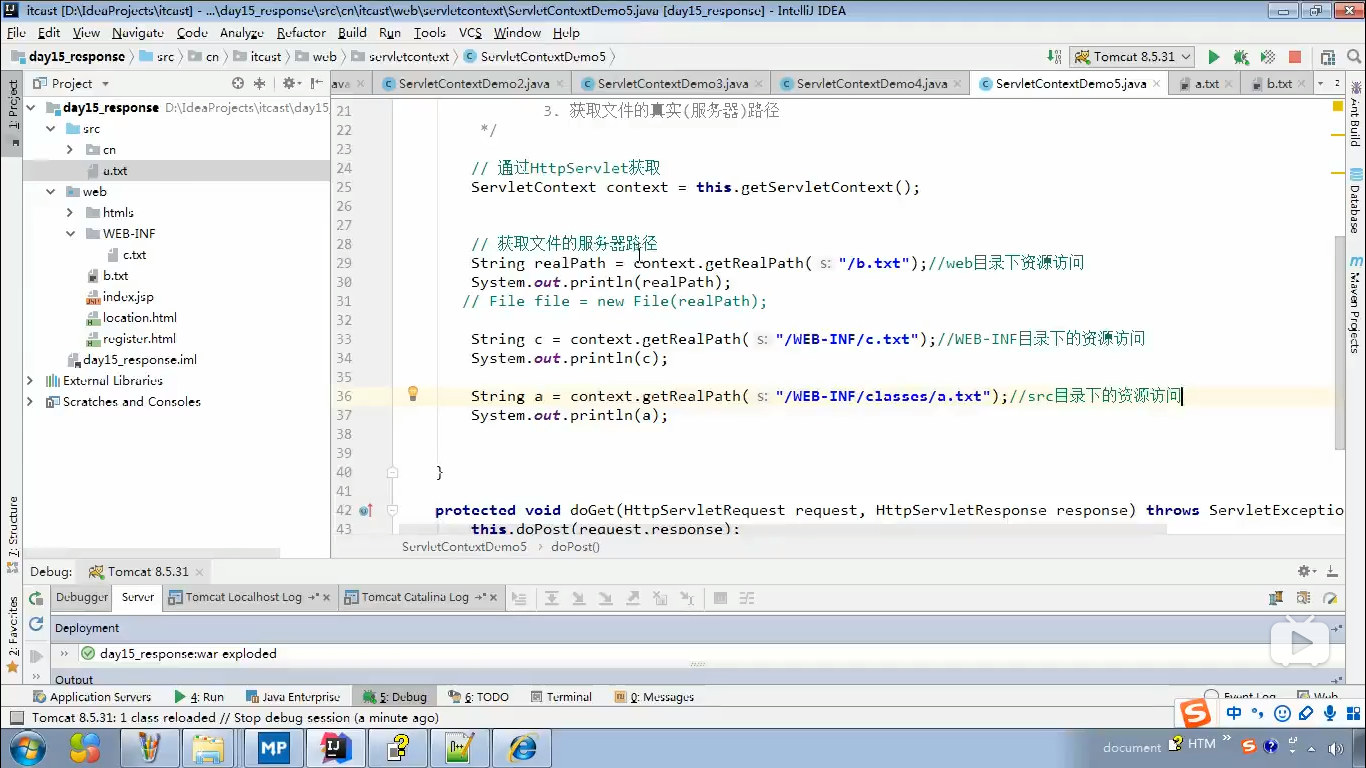 itcast [D:\IdeaProjects\itcast] - ...\day15_response\src\cn\itcast\web\servletcontext\ServletContextDemo5.java [day15_response] - IntelliJ IDEA
File Edit View Navigate Code Analyze Refactor Build Run Tools VCS Window Help
day15_response src cn itcast web servletcontext ServletContextDemo5 Tomcat 8.5.31
Project java ServletContextDemo2.java ServletContextDemo3.java ServletContextDemo4.java ServletContextDemo5.java a.txt b.txt 2
1: Project
7: Structure
2: Favorites
Ant Build
Database
Maven Projects
day15_response D:\IdeaProjects\itcast\day15
src
cn
a.txt
web
htmls
WEB-INF
c.txt
b.txt
index.jsp
location.html
register.html
day15_response.iml
External Libraries
Scratches and Consoles
21 3. 获取文件的真实(服务器)路径
22 */
23
24 // 通过HttpServlet获取
25 ServletContext context = this.getServletContext();
26
27
28 // 获取文件的服务器路径
29 String realPath = context.getRealPath( s: "/b.txt");//web目录下资源访问
30 System.out.println(realPath);
31 // File file = new File(realPath);
32
33 String c = context.getRealPath( s: "/WEB-INF/c.txt");//WEB-INF目录下的资源访问
34 System.out.println(c);
35
36 String a = context.getRealPath( s: "/WEB-INF/classes/a.txt");//src目录下的资源访问
37 System.out.println(a);
38
39
40 }
41
42 protected void doGet(HttpServletRequest request, HttpServletResponse response) throws ServletExceptio
43 this.doPost(request,response);
ServletContextDemo5 › doPost()
Debug: Tomcat 8.5.31
Debugger Server Tomcat Localhost Log Tomcat Catalina Log
Deployment
day15_response:war exploded
Output
Application Servers 4: Run Java Enterprise 5: Debug 6: TODO Terminal 0: Messages Event Log
Tomcat 8.5.31: 1 class reloaded // Stop debug session (a minute ago)
中
MP
document HTM